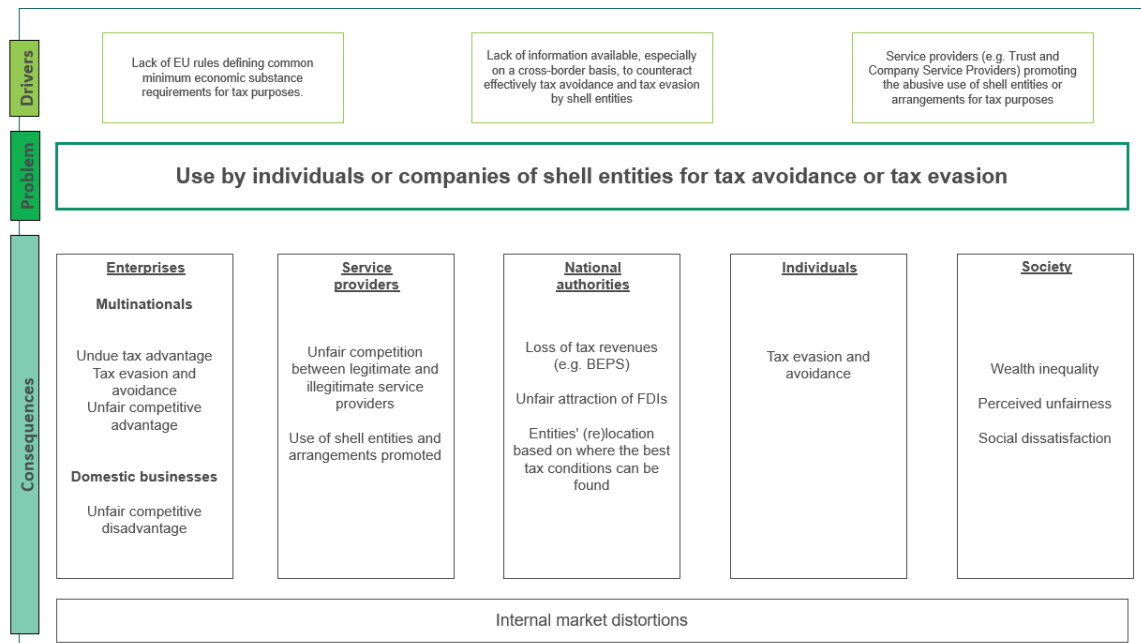 Drivers
Lack of EU rules defining common
minimum economic substance
requirements for tax purposes.
Lack of information available, especially
on a cross-border basis, to counteract
effectively tax avoidance and tax evasion
by shell entities
Service providers (e.g. Trust and
Company Service Providers) promoting
the abusive use of shell entities or
arrangements for tax purposes
Problem
Use by individuals or companies of shell entities for tax avoidance or tax evasion
Consequences
Enterprises
Multinationals
Undue tax advantage
Tax evasion and
avoidance
Unfair competitive
advantage
Domestic businesses
Unfair competitive
disadvantage
Service
providers
Unfair competition
between legitimate and
illegitimate service
providers
Use of shell entities and
arrangements promoted
National
authorities
Loss of tax revenues
(e.g. BEPS)
Unfair attraction of FDIs
Entities' (re)location
based on where the best
tax conditions can be
found
Individuals
Tax evasion and
avoidance
Society
Wealth inequality
Perceived unfairness
Social dissatisfaction
Internal market distortions